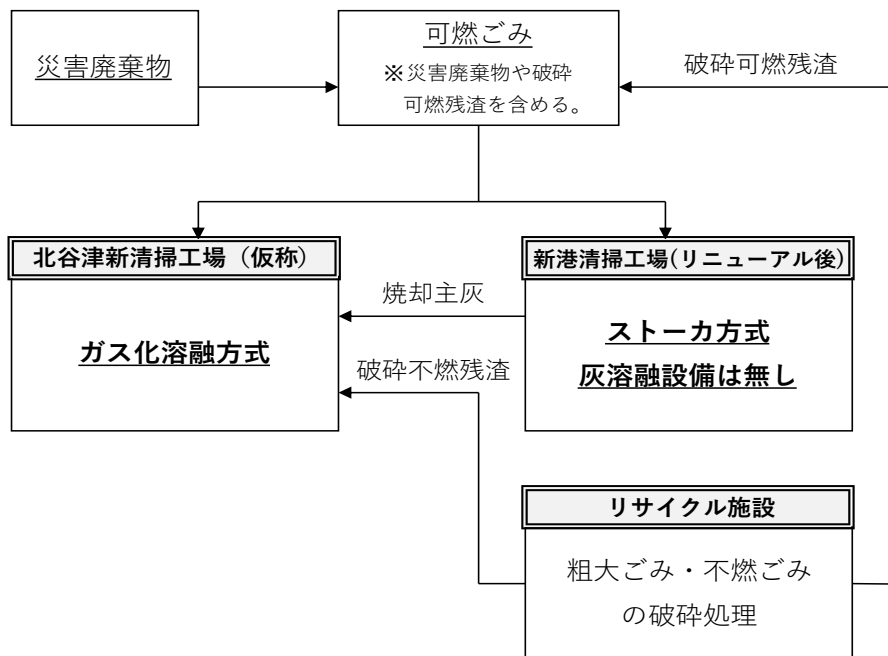 災害廃棄物
可燃ごみ
※災害廃棄物や破砕
可燃残渣を含める。
破砕可燃残渣
北谷津新清掃工場（仮称）
ガス化溶融方式
焼却主灰
破砕不燃残渣
新港清掃工場(リニューアル後)
ストーカ方式
灰溶融設備は無し
リサイクル施設
粗大ごみ・不燃ごみ
の破砕処理